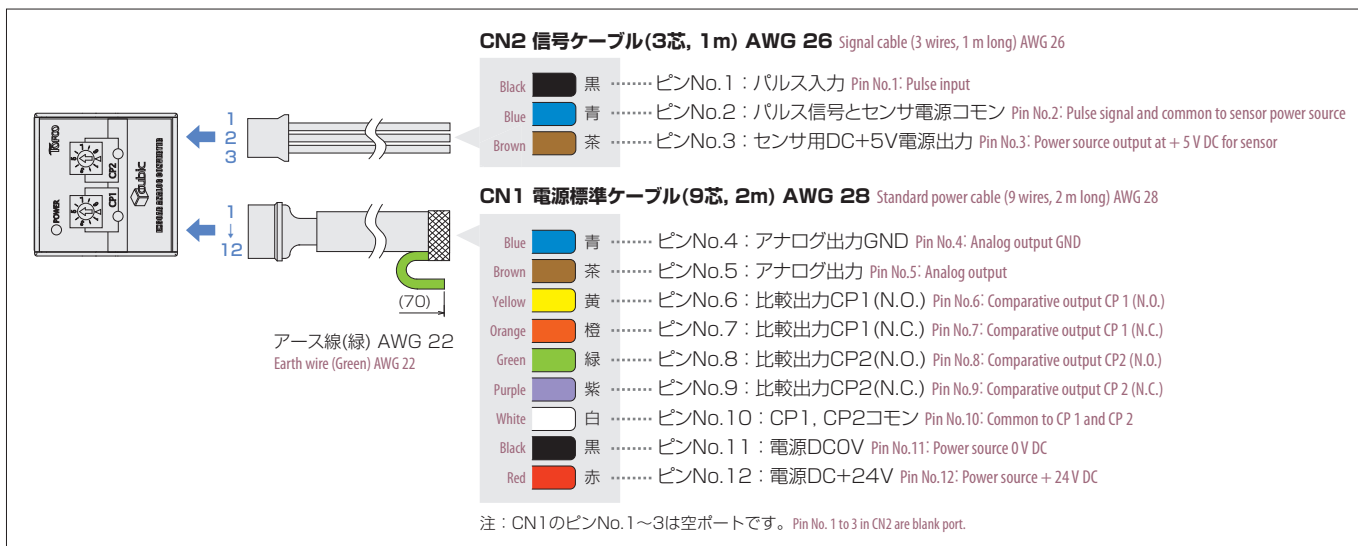 CN2 信号ケーブル(3芯, 1m) AWG 26 Signal cable (3 wires, 1 m long) AWG 26
Black 黒 ········ ピンNo.1：パルス入力 Pin No.1: Pulse input
Blue 青 ········ ピンNo.2：パルス信号とセンサ電源コモン Pin No.2: Pulse signal and common to sensor power source
Brown 茶 ········ ピンNo.3：センサ用DC+5V電源出力 Pin No.3: Power source output at + 5 V DC for sensor
1
2
3
TOFCO
cubic
CP2
CP1
POWER
CN1 電源標準ケーブル(9芯, 2m) AWG 28 Standard power cable (9 wires, 2 m long) AWG 28
1
↓
12
(70)
アース線(緑) AWG 22
Earth wire (Green) AWG 22
Blue 青 ········ ピンNo.4：アナログ出力GND Pin No.4: Analog output GND
Brown 茶 ········ ピンNo.5：アナログ出力 Pin No.5: Analog output
Yellow 黄 ········ ピンNo.6：比較出力CP1(N.O.) Pin No.6: Comparative output CP 1 (N.O.)
Orange 橙 ········ ピンNo.7：比較出力CP1(N.C.) Pin No.7: Comparative output CP 1 (N.C.)
Green 緑 ········ ピンNo.8：比較出力CP2(N.O.) Pin No.8: Comparative output CP2 (N.O.)
Purple 紫 ········ ピンNo.9：比較出力CP2(N.C.) Pin No.9: Comparative output CP 2 (N.C.)
White 白 ········ ピンNo.10：CP1, CP2コモン Pin No.10: Common to CP 1 and CP 2
Black 黒 ········ ピンNo.11：電源DC0V Pin No.11: Power source 0 V DC
Red 赤 ········ ピンNo.12：電源DC+24V Pin No.12: Power source + 24 V DC
注：CN1のピンNo.1〜3は空ポートです。 Pin No. 1 to 3 in CN2 are blank port.